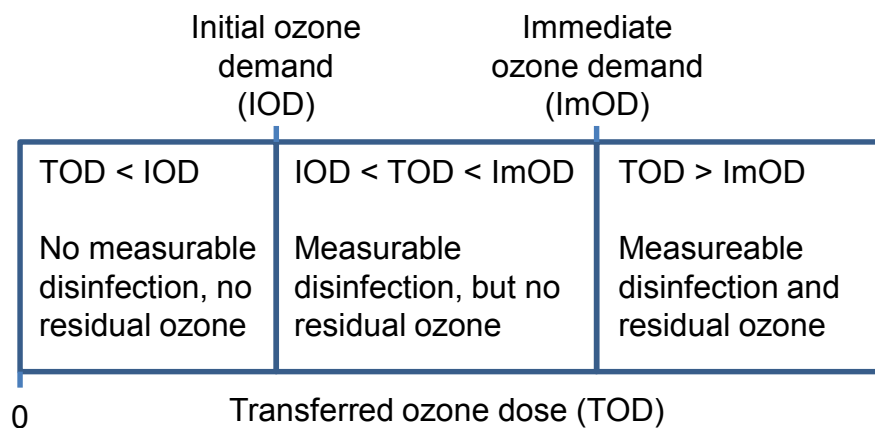 Initial ozone
demand
(IOD)
Immediate
ozone demand
(ImOD)
TOD < IOD
No measurable
disinfection, no
residual ozone
IOD < TOD < ImOD
Measurable
disinfection, but no
residual ozone
TOD > ImOD
Measureable
disinfection and
residual ozone
0
Transferred ozone dose (TOD)